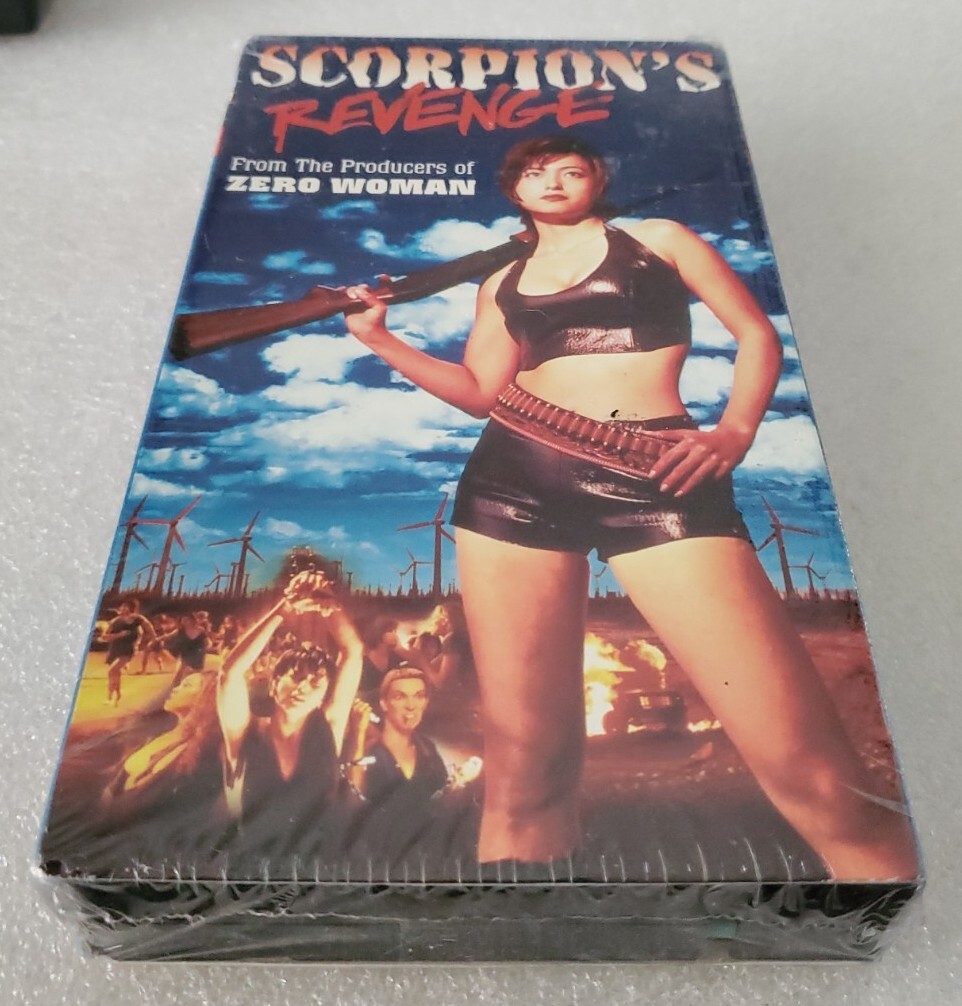 SCORPION'S
REVENGE
From The Producers of
ZERO WOMAN